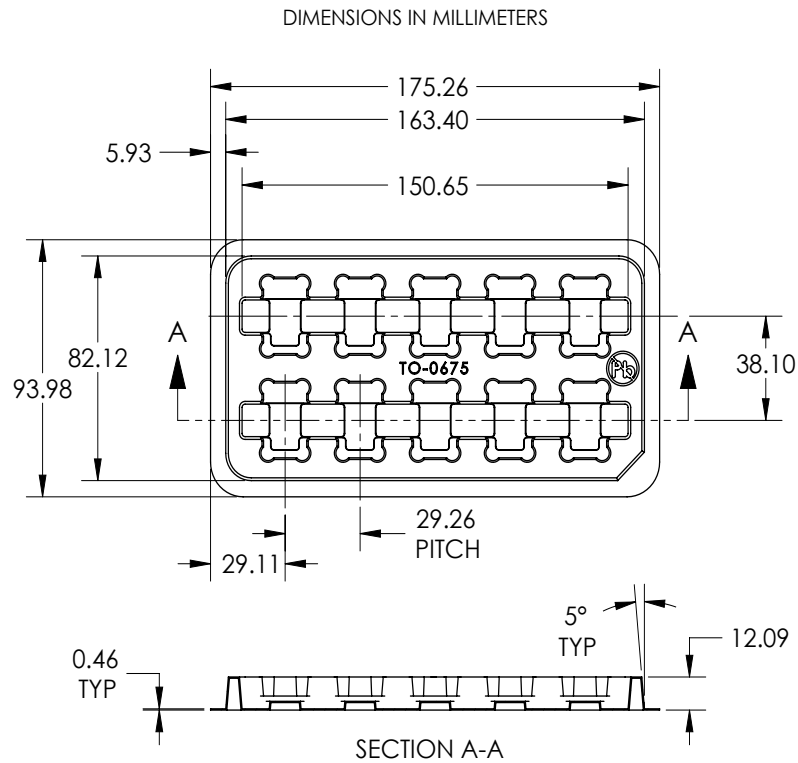 DIMENSIONS IN MILLIMETERS
175.26
163.40
5.93
150.65
A
A
82.12
93.98
38.10
TO-0675
Pb
29.26
PITCH
29.11
5°
TYP
12.09
0.46
TYP
SECTION A-A